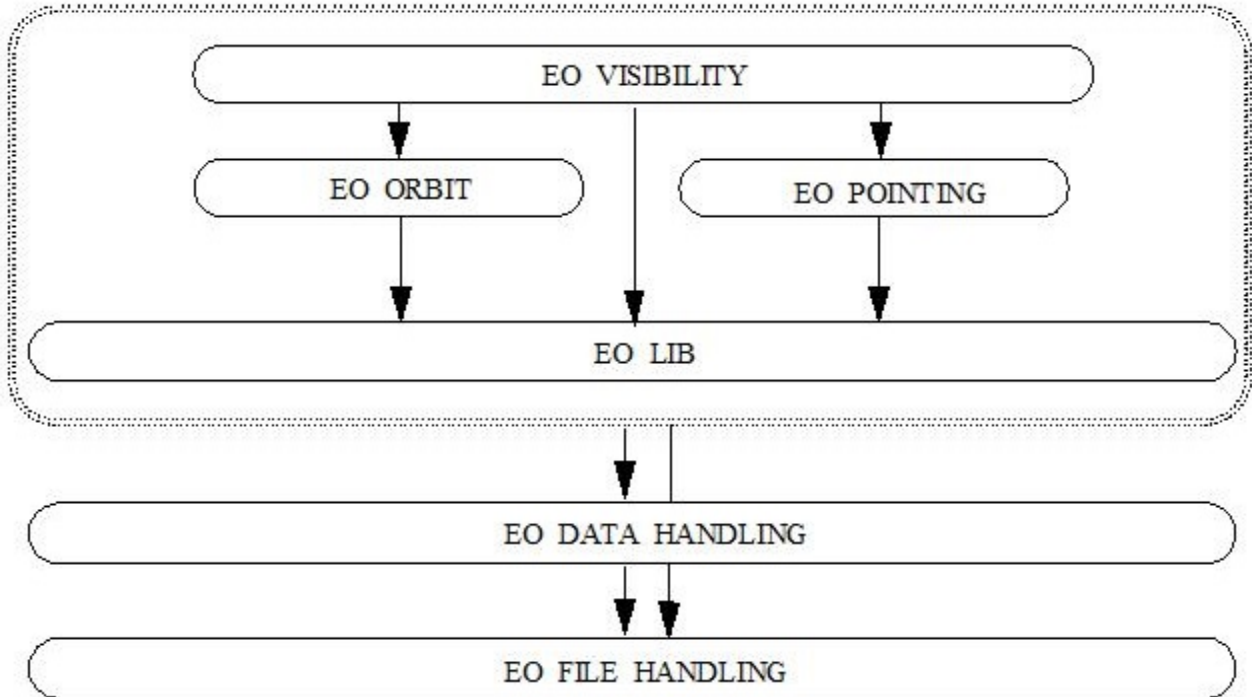 EO VISIBILITY
EO ORBIT
EO POINTING
EO LIB
EO DATA HANDLING
EO FILE HANDLING